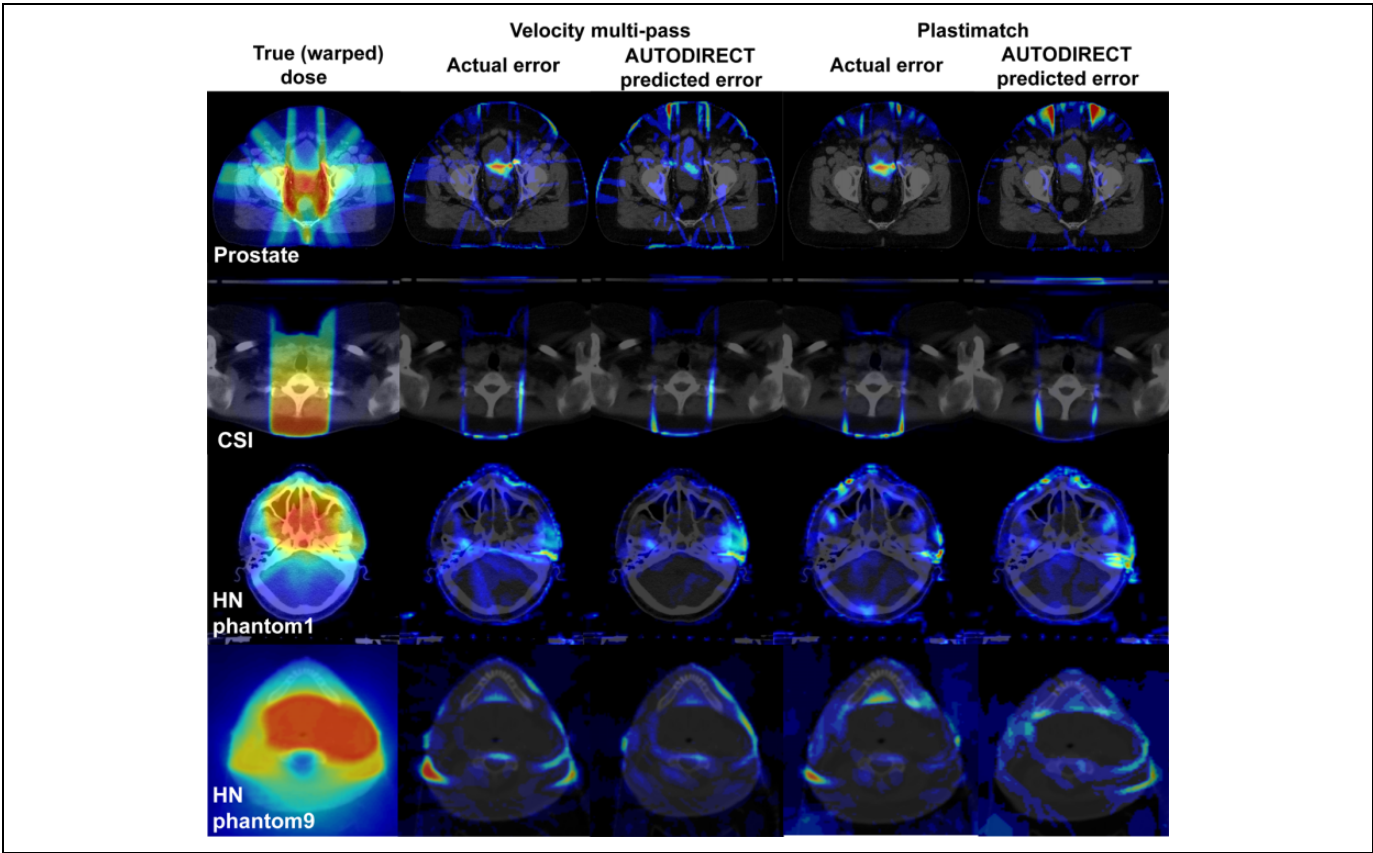 Velocity multi-pass
Plastimatch
True (warped)
dose
Actual error
AUTODIRECT
predicted error
Actual error
AUTODIRECT
predicted error
Prostate
CSI
HN
phantom1
HN
phantom9